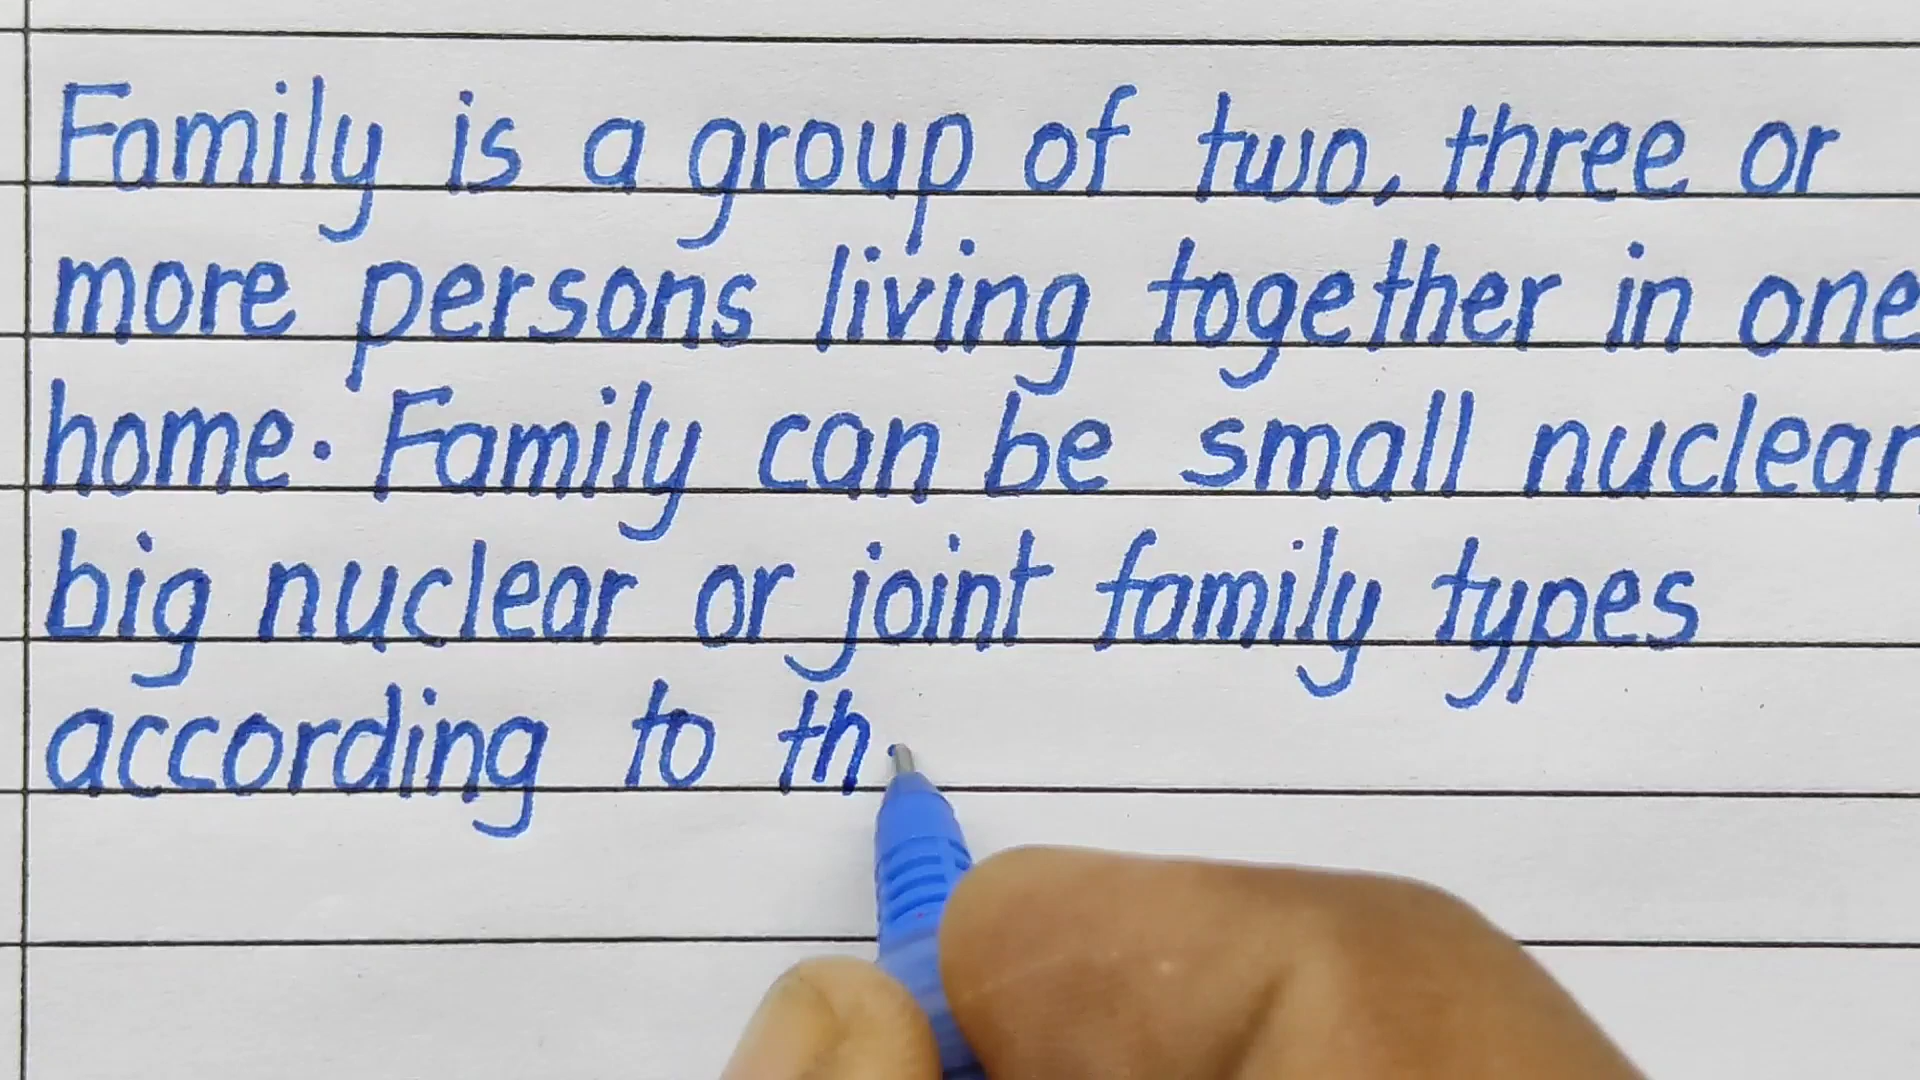 Family is a group of two, three or
more persons living together in one
home. Family can be small nuclear,
big nuclear or joint family types
according to th